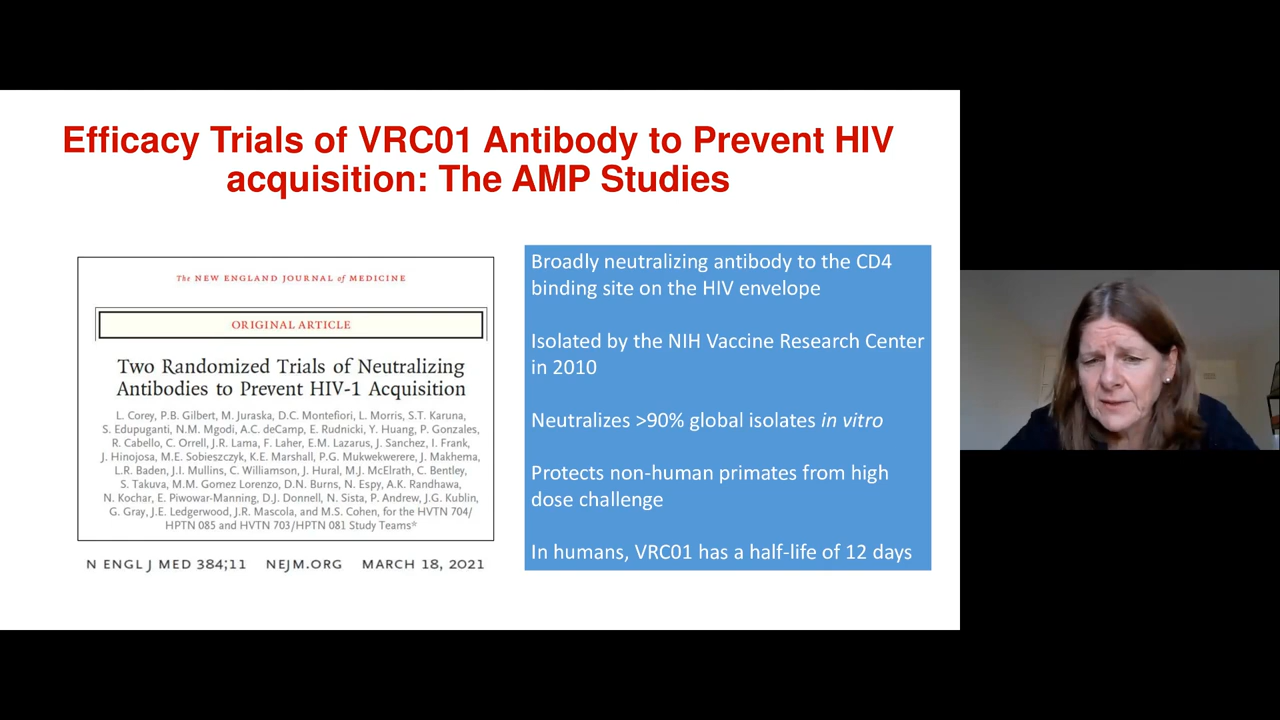 Efficacy Trials of VRC01 Antibody to Prevent HIV
acquisition: The AMP Studies
The NEW ENGLAND JOURNAL of MEDICINE
ORIGINAL ARTICLE
Two Randomized Trials of Neutralizing
Antibodies to Prevent HIV-1 Acquisition
L. Corey, P.B. Gilbert, M. Juraska, D.C. Montefiori, L. Morris, S.T. Karuna,
S. Edupuganti, N.M. Mgodi, A.C. deCamp, E. Rudnicki, Y. Huang, P. Gonzales,
R. Cabello, C. Orrell, J.R. Lama, F. Laher, E.M. Lazarus, J. Sanchez, I. Frank,
J. Hinojosa, M.E. Sobieszczyk, K.E. Marshall, P.G. Mukwekwerere, J. Makhema,
L.R. Baden, J.I. Mullins, C. Williamson, J. Hural, M.J. McElrath, C. Bentley,
S. Takuva, M.M. Gomez Lorenzo, D.N. Burns, N. Espy, A.K. Randhawa,
N. Kochar, E. Piwowar-Manning, D.J. Donnell, N. Sista, P. Andrew, J.G. Kublin,
G. Gray, J.E. Ledgerwood, J.R. Mascola, and M.S. Cohen, for the HVTN 704/
HPTN 085 and HVTN 703/HPTN 081 Study Teams*
N ENGL J MED 384;11 NEJM.ORG MARCH 18, 2021
Broadly neutralizing antibody to the CD4
binding site on the HIV envelope
Isolated by the NIH Vaccine Research Center
in 2010
Neutralizes >90% global isolates in vitro
Protects non-human primates from high
dose challenge
In humans, VRC01 has a half-life of 12 days